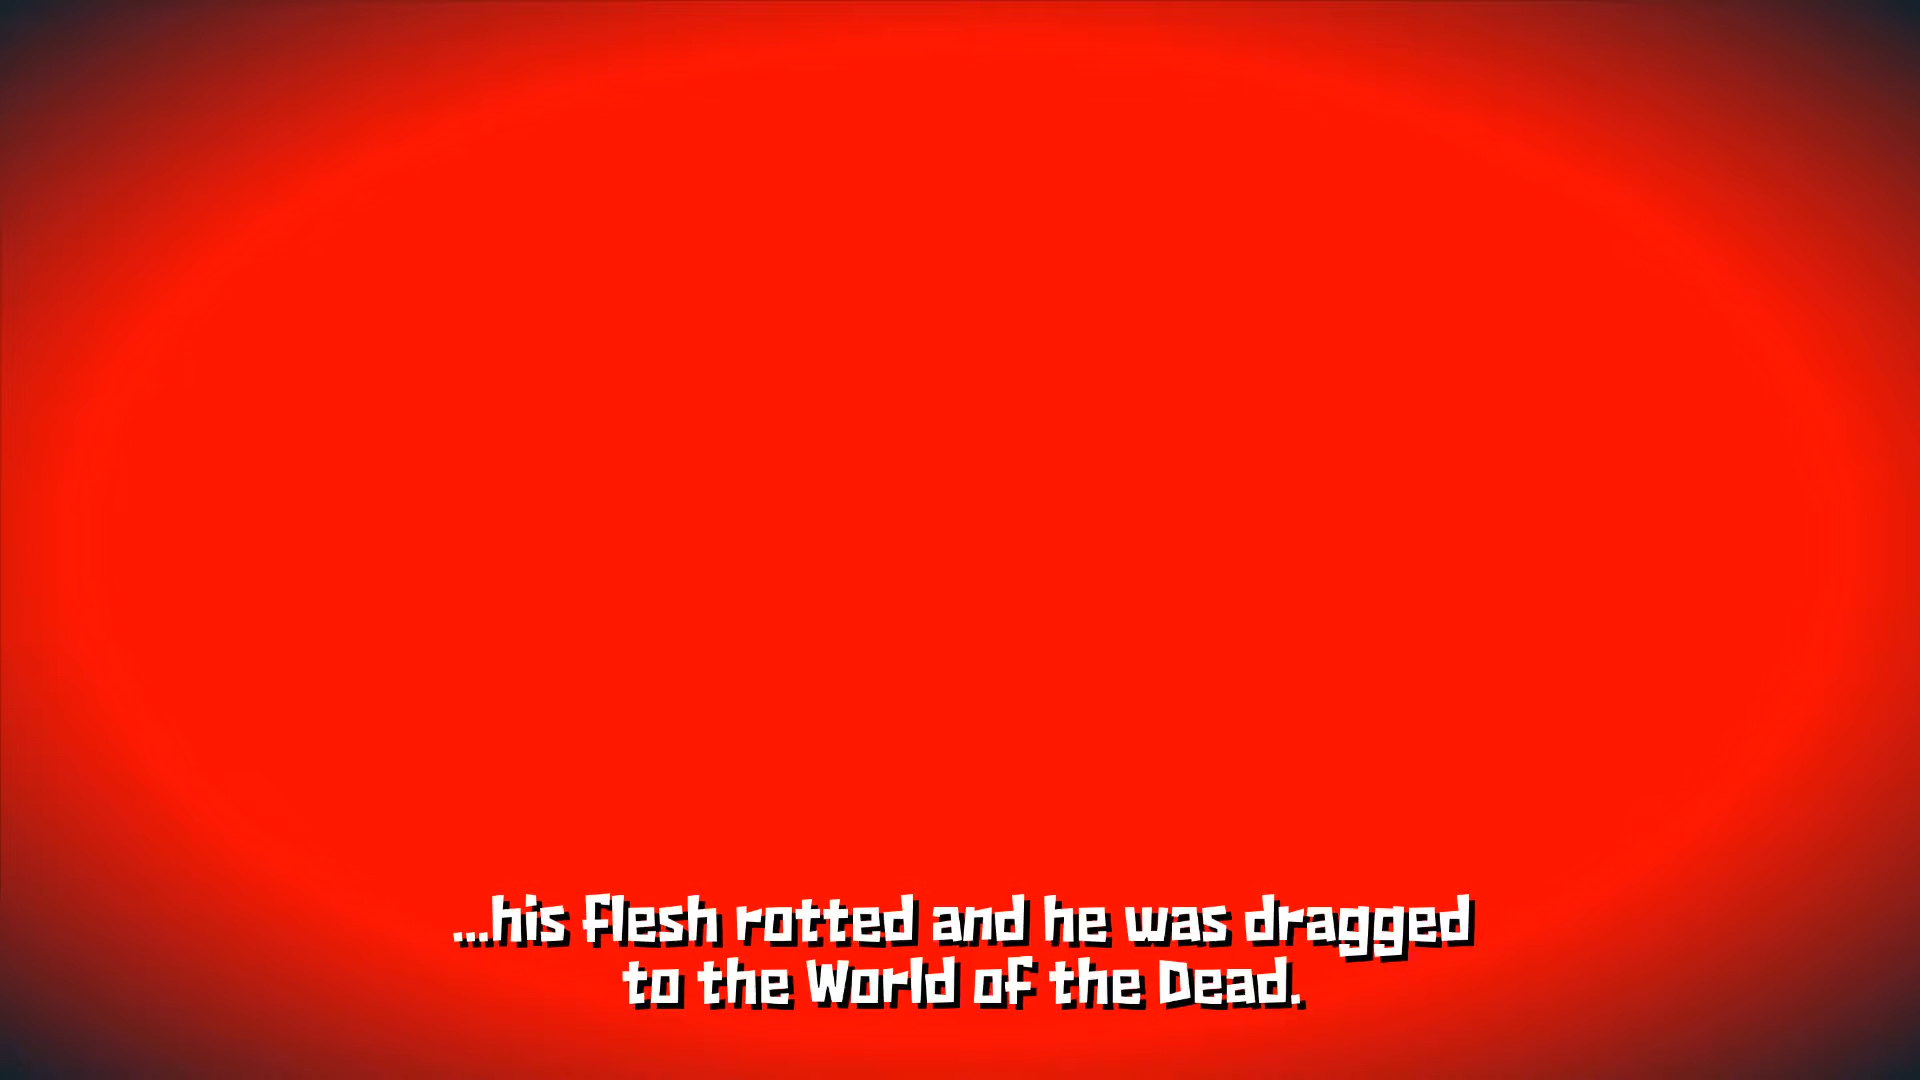 ...his flesh rotted and he was dragged
to the World of the Dead.